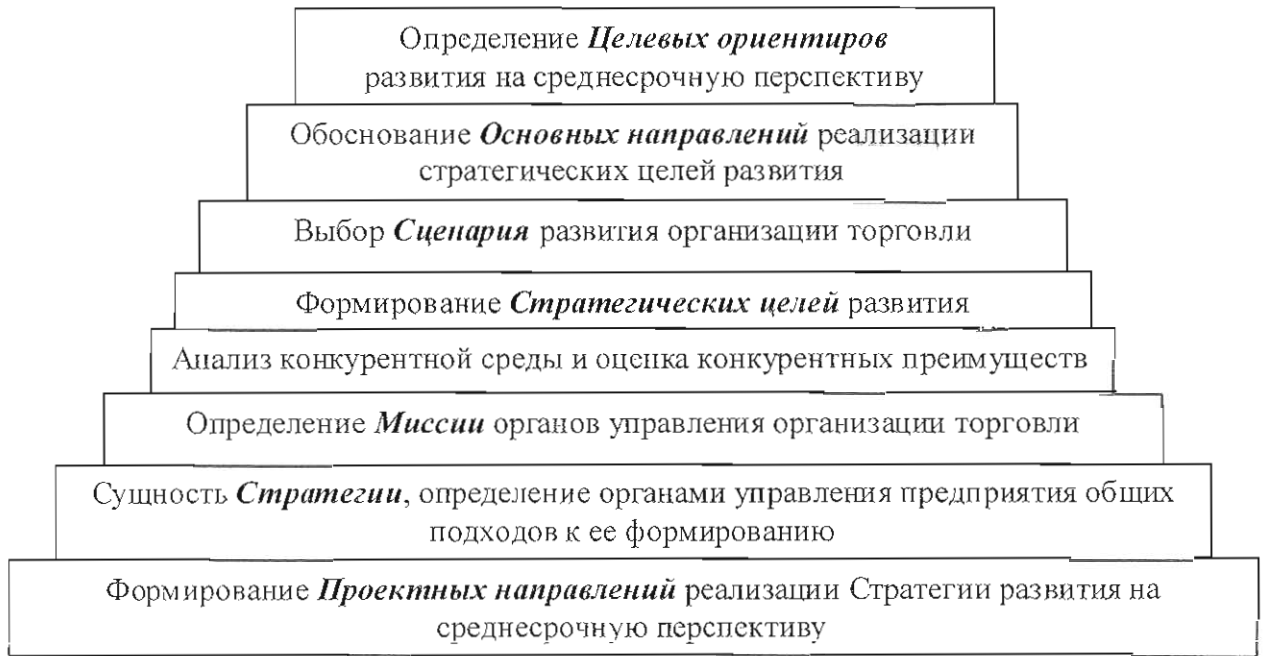 Определение Целевых ориентиров
развития на среднесрочную перспективу
Обоснование Основных направлений реализации
стратегических целей развития
Выбор Сценария развития организации торговли
Формирование Стратегических целей развития
Анализ конкурентной среды и оценка конкурентных преимуществ
Определение Миссии органов управления организации торговли
Сущность Стратегии, определение органами управления предприятия общих
подходов к ее формированию
Формирование Проектных направлений реализации Стратегии развития на
среднесрочную перспективу